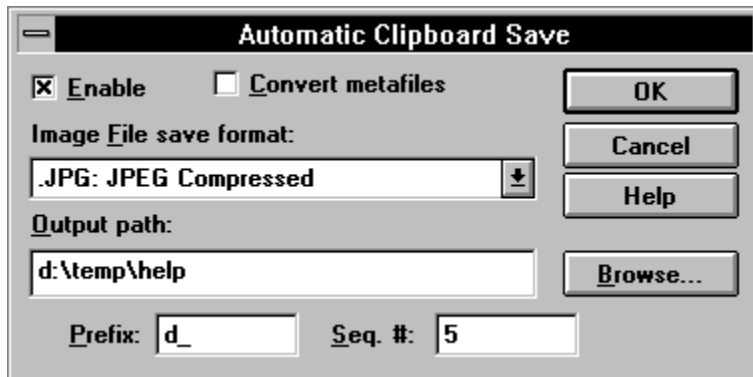 Automatic Clipboard Save
Enable Convert metafiles
OK
Image File save format:
Cancel
.JPG: JPEG Compressed
Help
Output path:
d:\temp\help
Browse...
Prefix: d_ Seq. #: 5